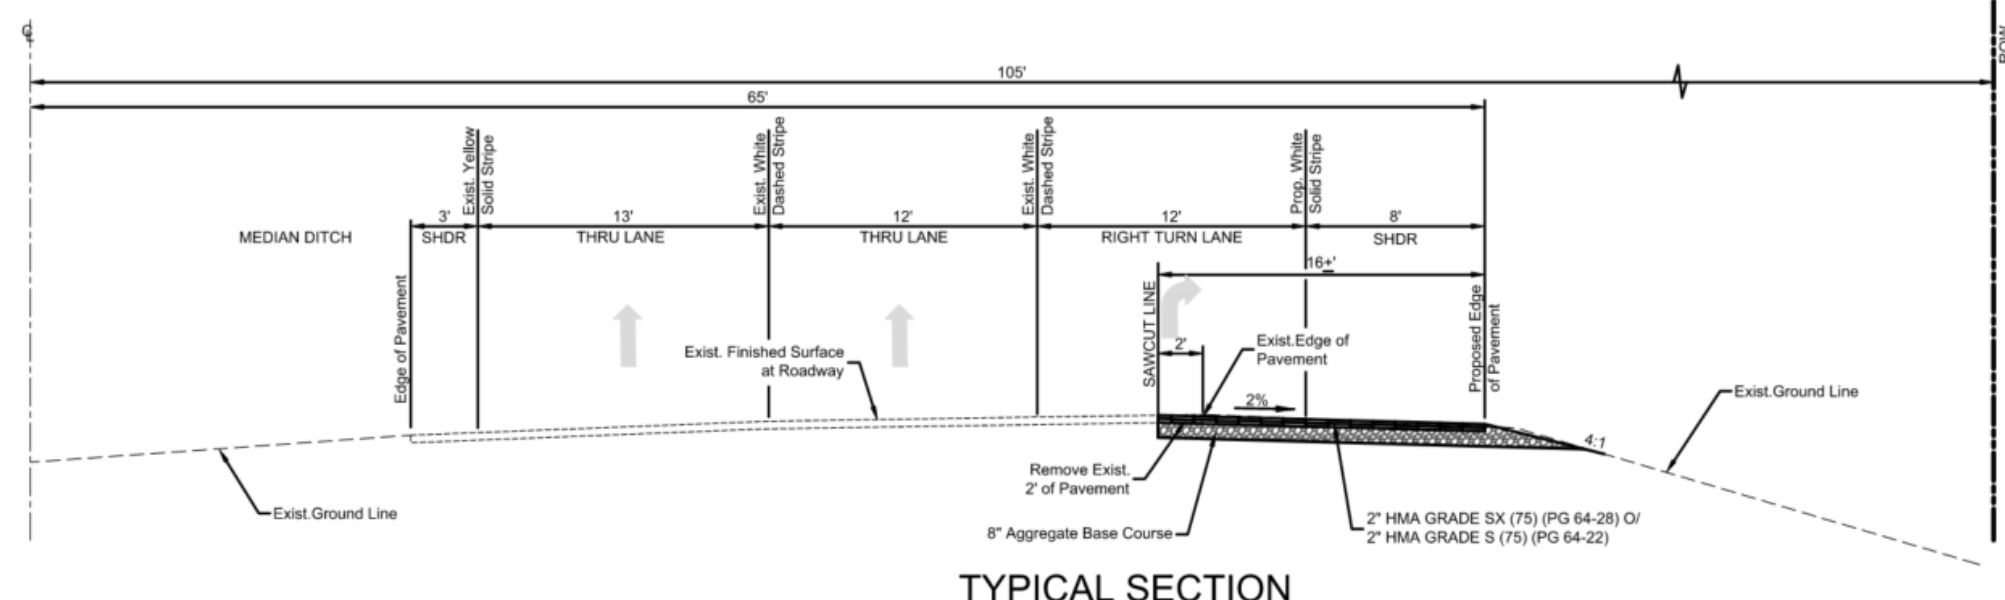 ℄
ROW
105'
65'
Exist. Yellow
Solid Stripe
Exist. White
Dashed Stripe
Exist. White
Dashed Stripe
Prop. White
Solid Stripe
3'
13'
12'
12'
8'
MEDIAN DITCH
SHDR
THRU LANE
THRU LANE
RIGHT TURN LANE
SHDR
16±'
Edge of Pavement
SAWCUT LINE
Proposed Edge
of Pavement
2'
Exist.Edge of
Pavement
Exist. Finished Surface
at Roadway
2%
Exist.Ground Line
4:1
Remove Exist.
2' of Pavement
Exist.Ground Line
8" Aggregate Base Course
2" HMA GRADE SX (75) (PG 64-28) O/
2" HMA GRADE S (75) (PG 64-22)
TYPICAL SECTION